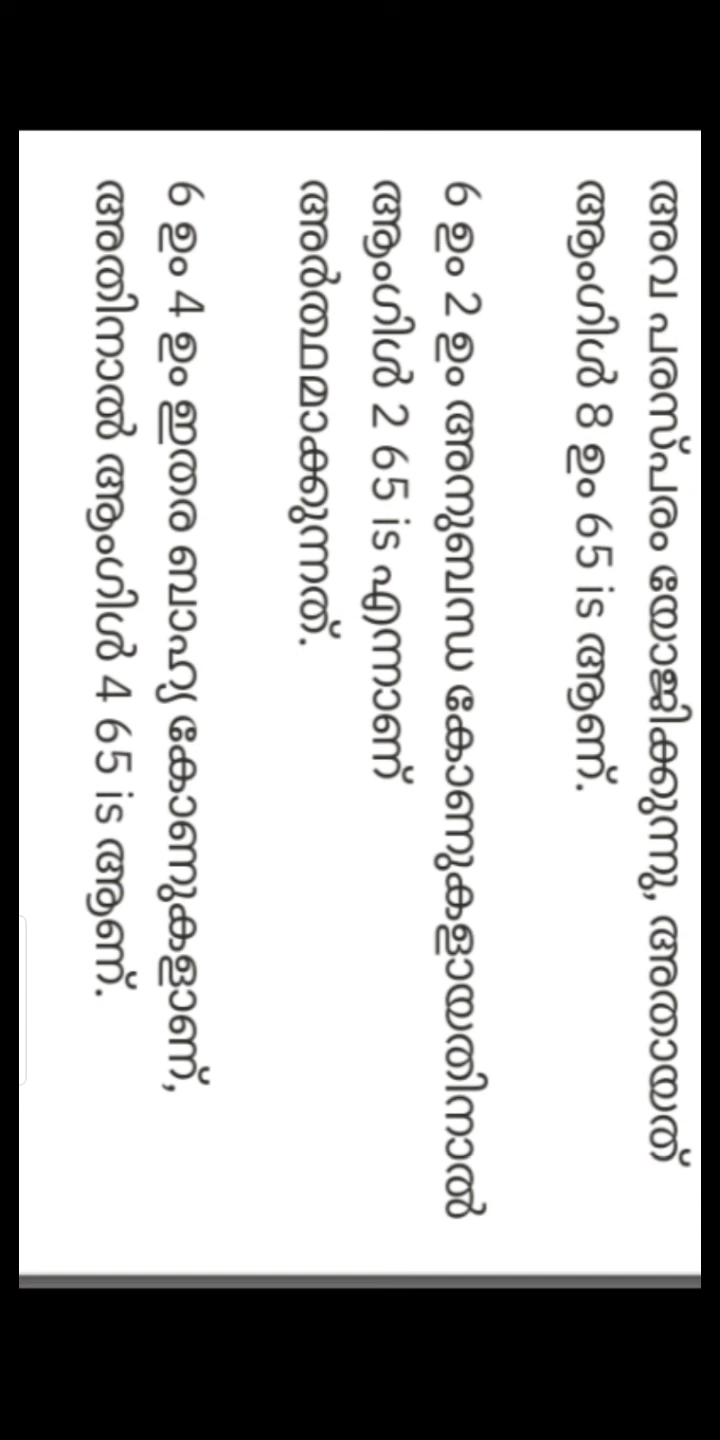 അവ പരസ്പരം യോജിക്കുന്നു, അതായത്
ആംഗിൾ 8 ഉം 65 is ആണ്.
6 ഉം 2 ഉം അനുബന്ധ കോണുകളായതിനാൽ
ആംഗിൾ 2 65 is എന്നാണ്
അർത്ഥമാക്കുന്നത്.
6 ഉം 4 ഉം ഇതര ബാഹ്യ കോണുകളാണ്,
അതിനാൽ ആംഗിൾ 4 65 is ആണ്.